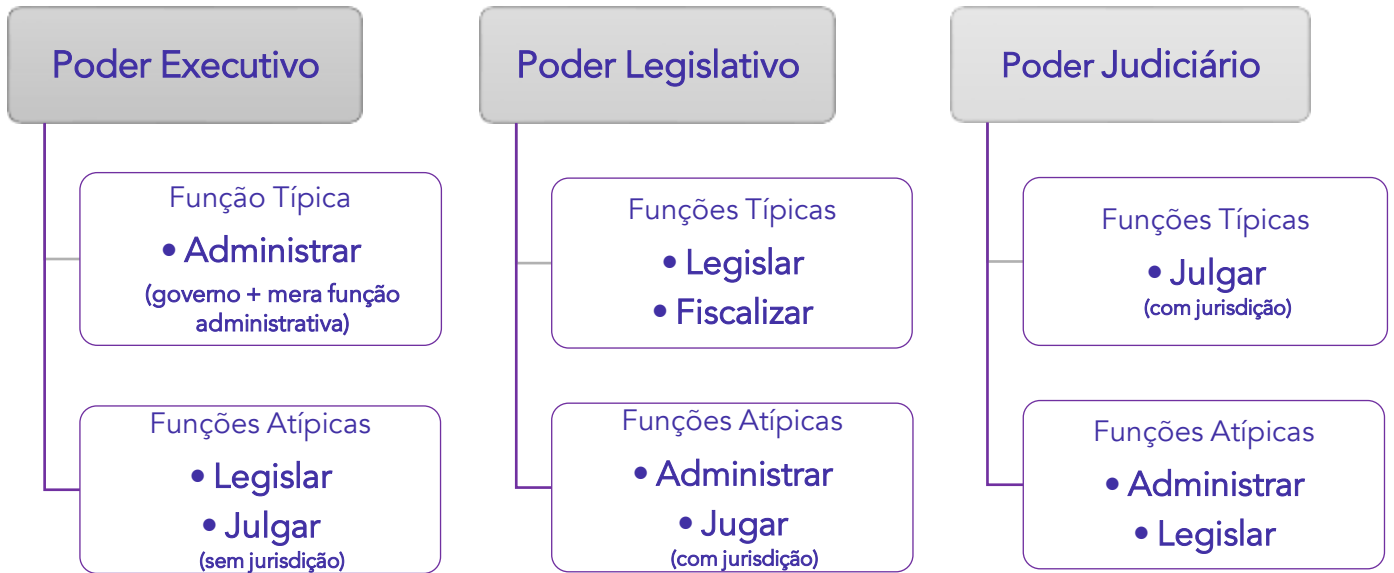 Poder Executivo
Função Típica
• Administrar
(governo + mera função
administrativa)
Funções Atípicas
• Legislar
• Julgar
(sem jurisdição)
Poder Legislativo
Funções Típicas
• Legislar
• Fiscalizar
Funções Atípicas
• Administrar
• Jugar
(com jurisdição)
Poder Judiciário
Funções Típicas
• Julgar
(com jurisdição)
Funções Atípicas
• Administrar
• Legislar